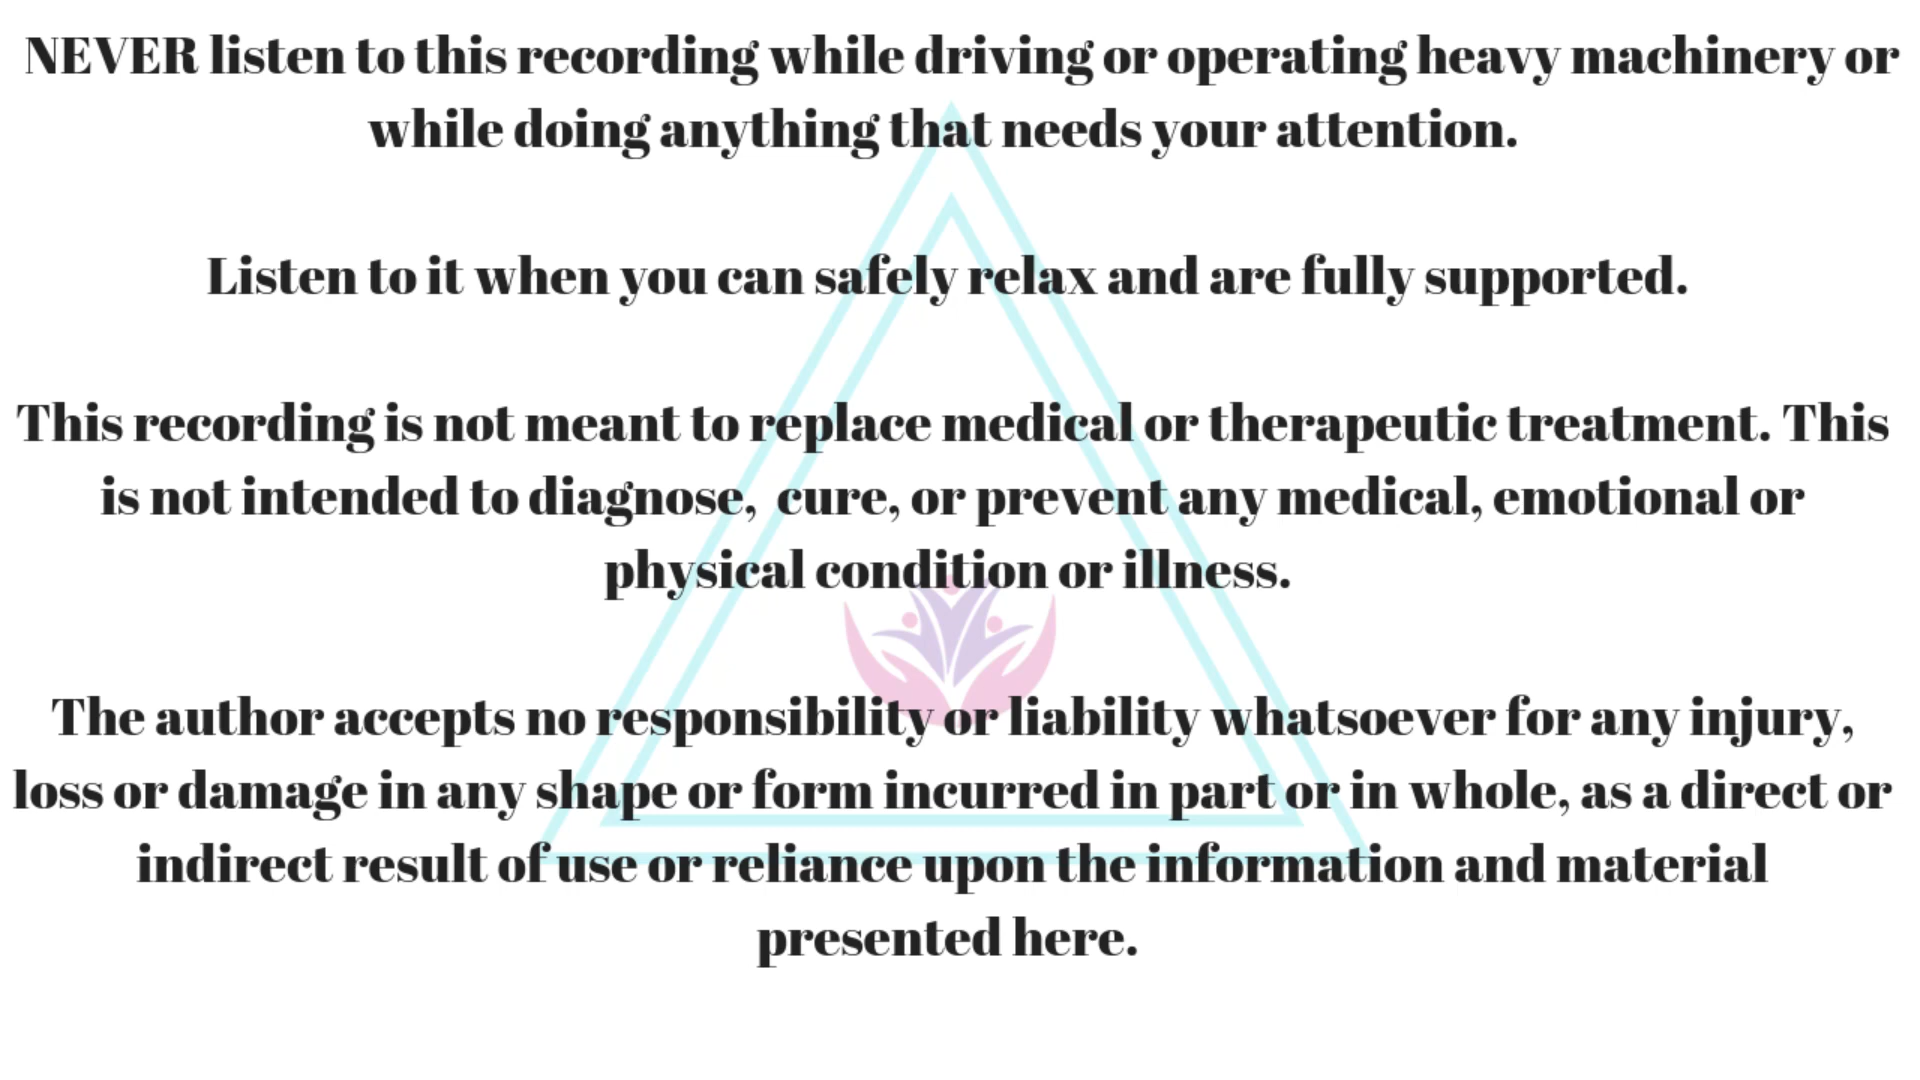 NEVER listen to this recording while driving or operating heavy machinery or
while doing anything that needs your attention.
Listen to it when you can safely relax and are fully supported.
This recording is not meant to replace medical or therapeutic treatment. This
is not intended to diagnose,  cure, or prevent any medical, emotional or
physical condition or illness.
The author accepts no responsibility or liability whatsoever for any injury,
loss or damage in any shape or form incurred in part or in whole, as a direct or
indirect result of use or reliance upon the information and material
presented here.